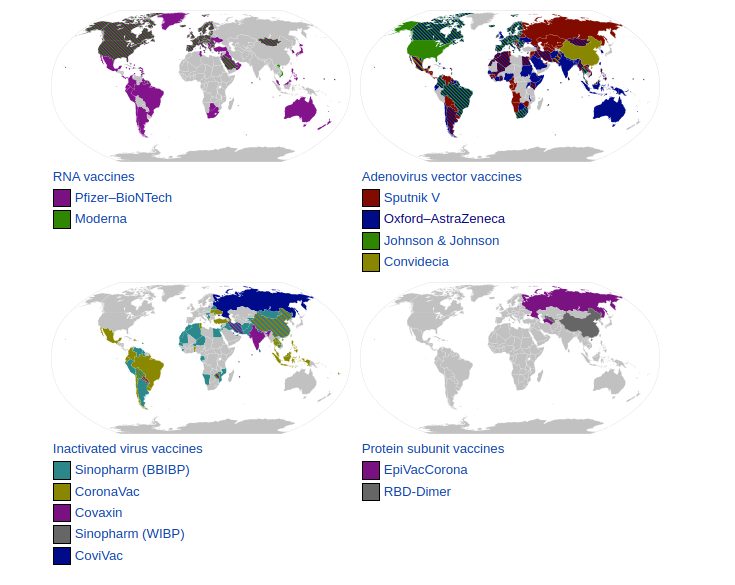 RNA vaccines
Pfizer–BioNTech
Moderna
Adenovirus vector vaccines
Sputnik V
Oxford–AstraZeneca
Johnson & Johnson
Convidecia
Inactivated virus vaccines
Sinopharm (BBIBP)
CoronaVac
Covaxin
Sinopharm (WIBP)
CoviVac
Protein subunit vaccines
EpiVacCorona
RBD-Dimer